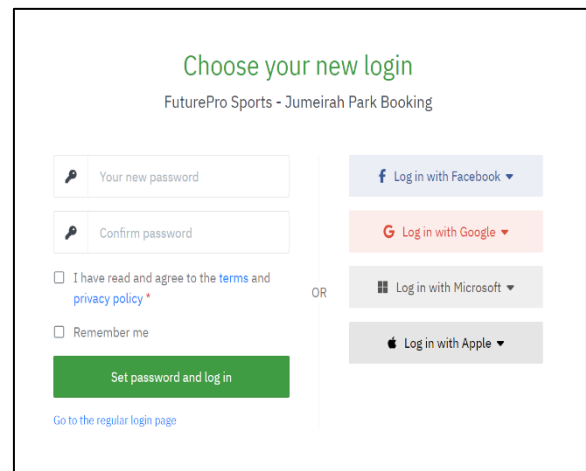 Choose your new login
FuturePro Sports - Jumeirah Park Booking
Your new password
Confirm password
I have read and agree to the terms and
privacy policy *
Remember me
Set password and log in
Go to the regular login page
OR
Log in with Facebook
Log in with Google
Log in with Microsoft
Log in with Apple